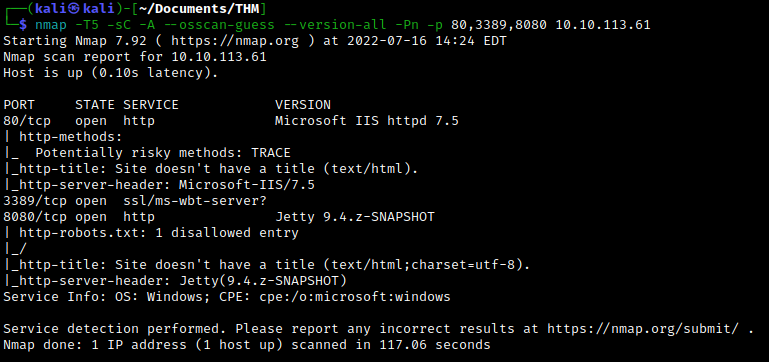 ┌──(kali㉿kali)-[~/Documents/THM]
└─$ nmap -T5 -sC -A --osscan-guess --version-all -Pn -p 80,3389,8080 10.10.113.61
Starting Nmap 7.92 ( https://nmap.org ) at 2022-07-16 14:24 EDT
Nmap scan report for 10.10.113.61
Host is up (0.10s latency).

PORT     STATE SERVICE            VERSION
80/tcp   open  http               Microsoft IIS httpd 7.5
| http-methods:
|_  Potentially risky methods: TRACE
|_http-title: Site doesn't have a title (text/html).
|_http-server-header: Microsoft-IIS/7.5
3389/tcp open  ssl/ms-wbt-server?
8080/tcp open  http               Jetty 9.4.z-SNAPSHOT
| http-robots.txt: 1 disallowed entry
|_/
|_http-title: Site doesn't have a title (text/html;charset=utf-8).
|_http-server-header: Jetty(9.4.z-SNAPSHOT)
Service Info: OS: Windows; CPE: cpe:/o:microsoft:windows

Service detection performed. Please report any incorrect results at https://nmap.org/submit/ .
Nmap done: 1 IP address (1 host up) scanned in 117.06 seconds